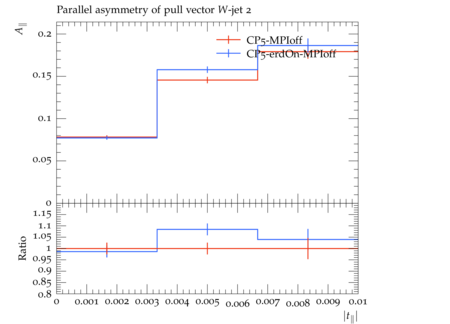 Parallel asymmetry of pull vector W-jet 2
A∥
0.2
0.15
0.1
0.05
0
CP5-MPIoff
CP5-erdOn-MPIoff
Ratio
1.15
1.1
1.05
1
0.95
0.9
0.85
0.8
0 0.001 0.002 0.003 0.004 0.005 0.006 0.007 0.008 0.009 0.01
|t∥|